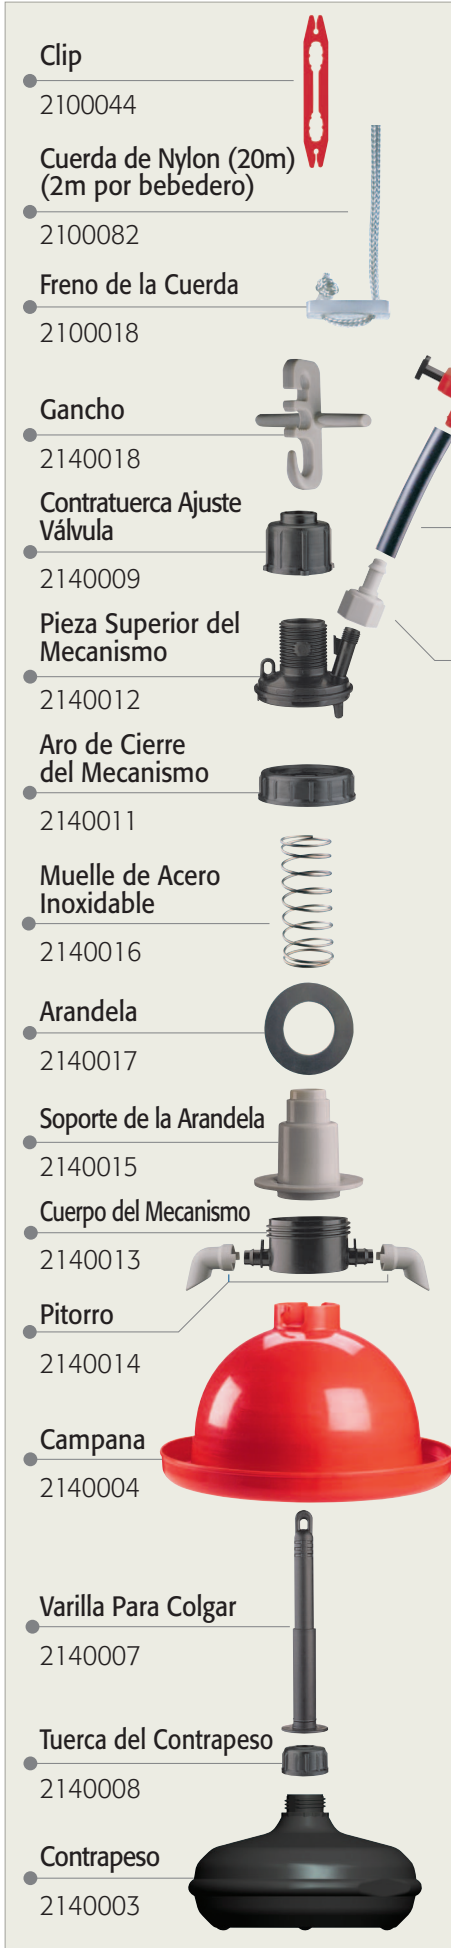 Clip
2100044
Cuerda de Nylon (20m)
(2m por bebedero)
2100082
Freno de la Cuerda
2100018
Gancho
2140018
Contratuerca Ajuste
Válvula
2140009
Pieza Superior del
Mecanismo
2140012
Aro de Cierre
del Mecanismo
2140011
Muelle de Acero
Inoxidable
2140016
Arandela
2140017
Soporte de la Arandela
2140015
Cuerpo del Mecanismo
2140013
Pitorro
2140014
Campana
2140004
Varilla Para Colgar
2140007
Tuerca del Contrapeso
2140008
Contrapeso
2140003